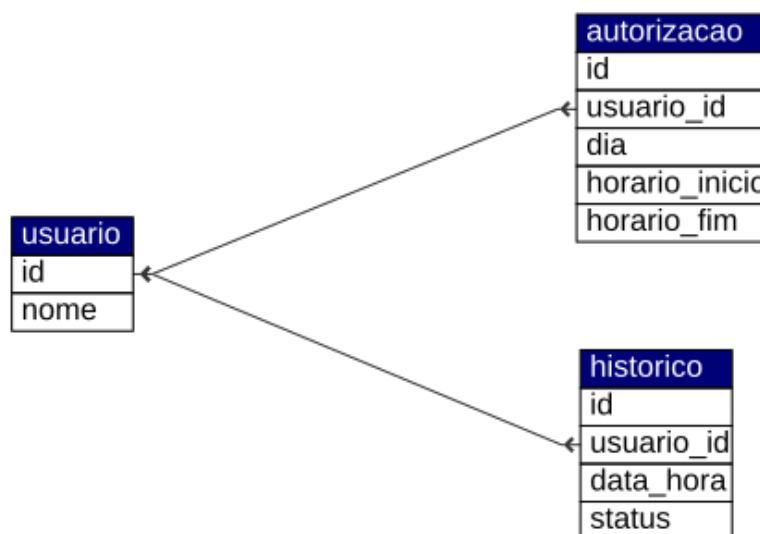 autorizacao
id
usuario_id
dia
horario_inicio
horario_fim
usuario
id
nome
historico
id
usuario_id
data_hora
status